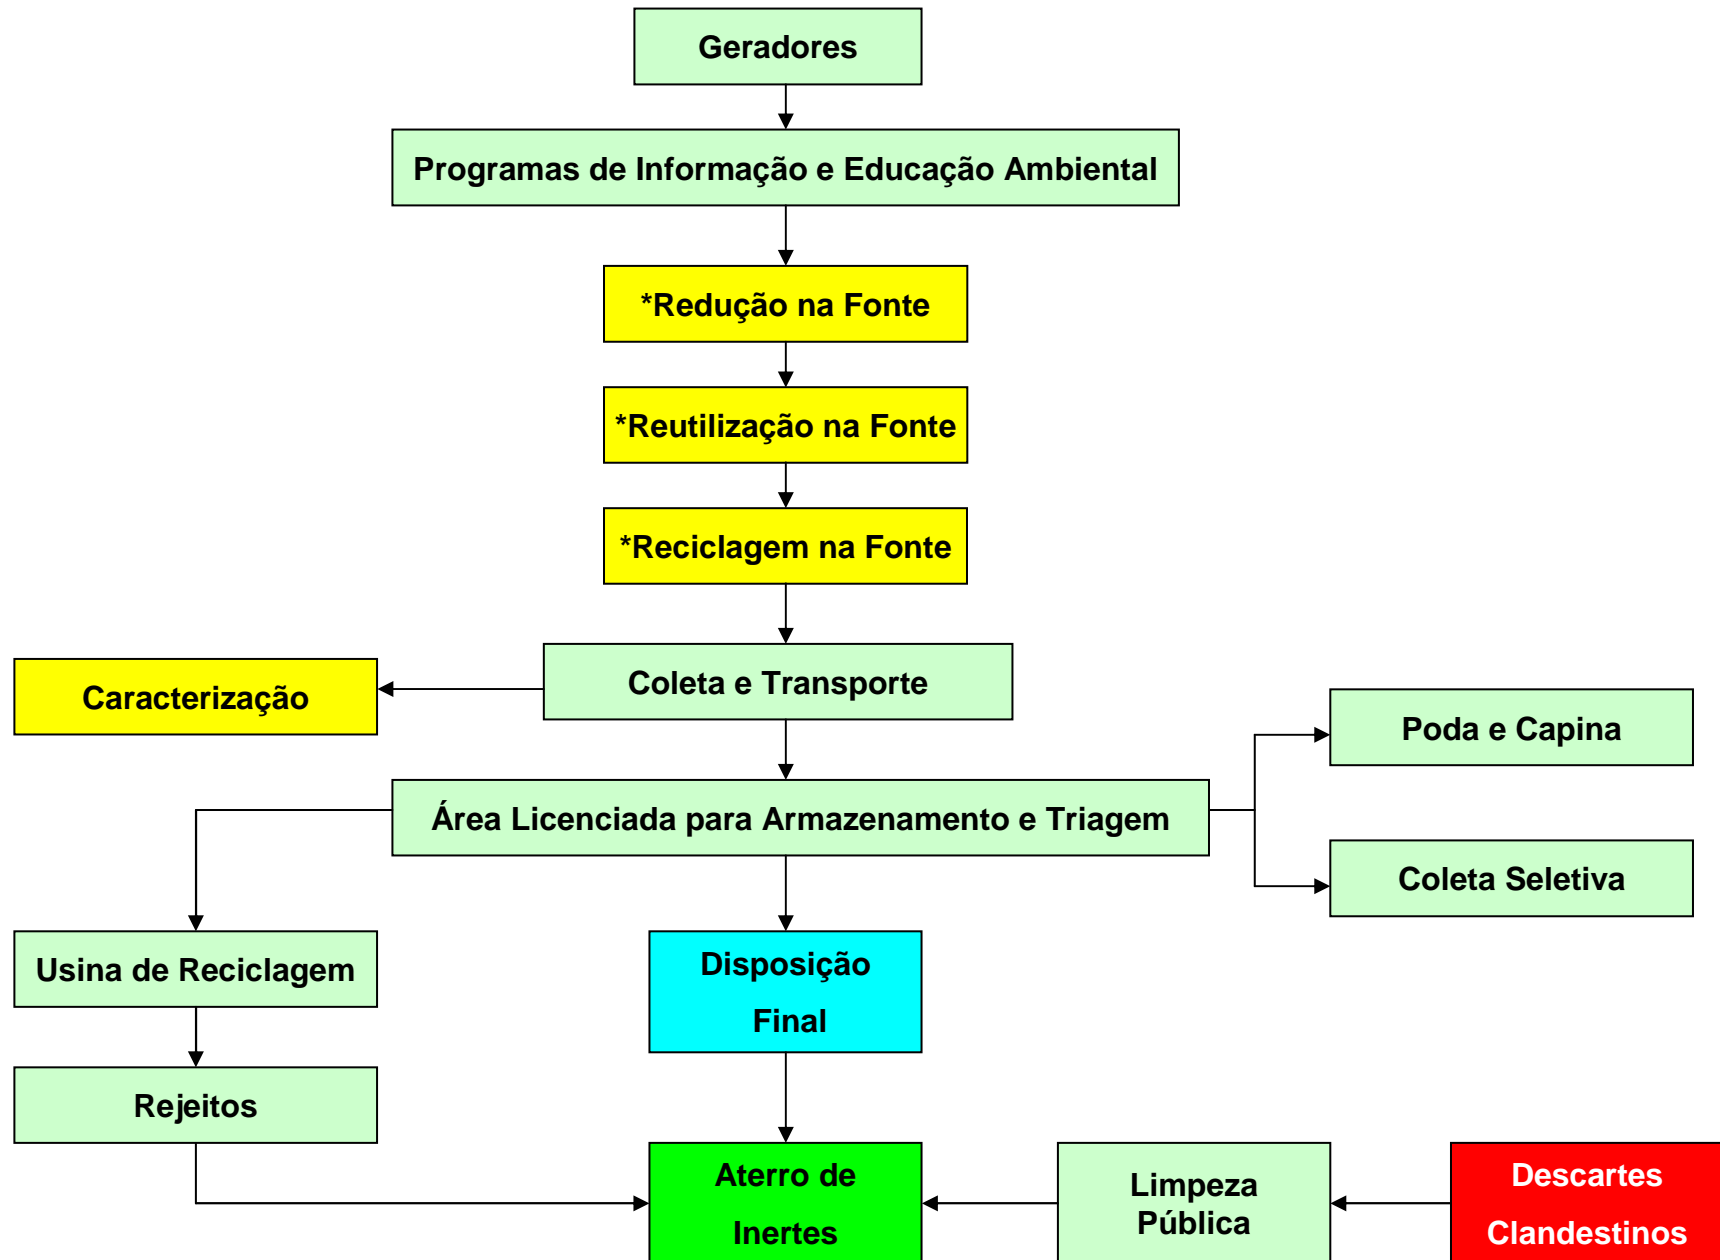 Geradores
Programas de Informação e Educação Ambiental
*Redução na Fonte
*Reutilização na Fonte
*Reciclagem na Fonte
Coleta e Transporte
Caracterização
Poda e Capina
Área Licenciada para Armazenamento e Triagem
Coleta Seletiva
Usina de Reciclagem
Disposição
Final
Rejeitos
Aterro de
Inertes
Limpeza
Pública
Descartes
Clandestinos